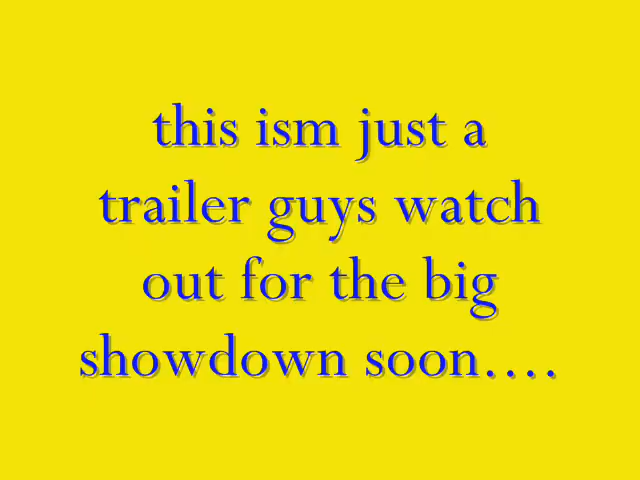 this ism just a
trailer guys watch
out for the big
showdown soon....